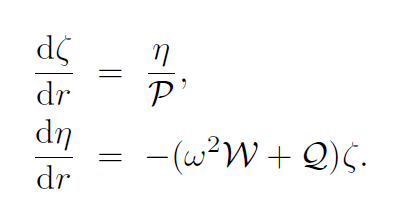 dζ/dr = η/𝒫,
dη/dr = −(ω²𝒲 + 𝒬)ζ.